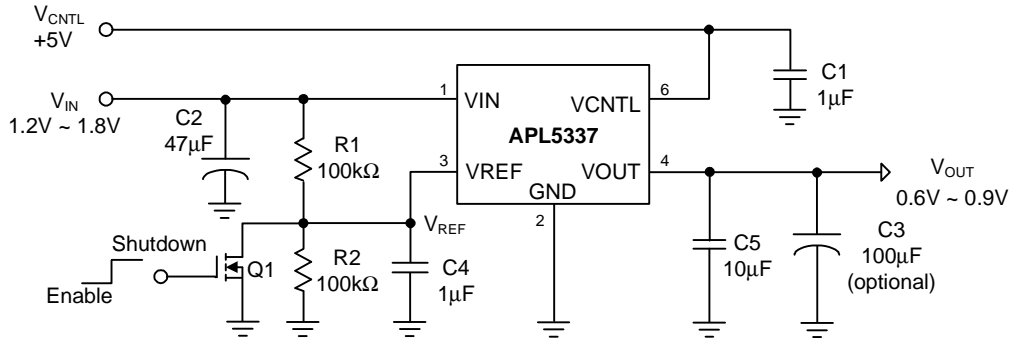 VCNTL
+5V
VIN
1.2V ~ 1.8V
C2
47μF
R1
100kΩ
1
VIN
VCNTL
6
APL5337
3
VREF
VOUT
4
GND
2
C1
1μF
VOUT
0.6V ~ 0.9V
VREF
Shutdown
Enable
Q1
R2
100kΩ
C4
1μF
C5
10μF
C3
100μF
(optional)